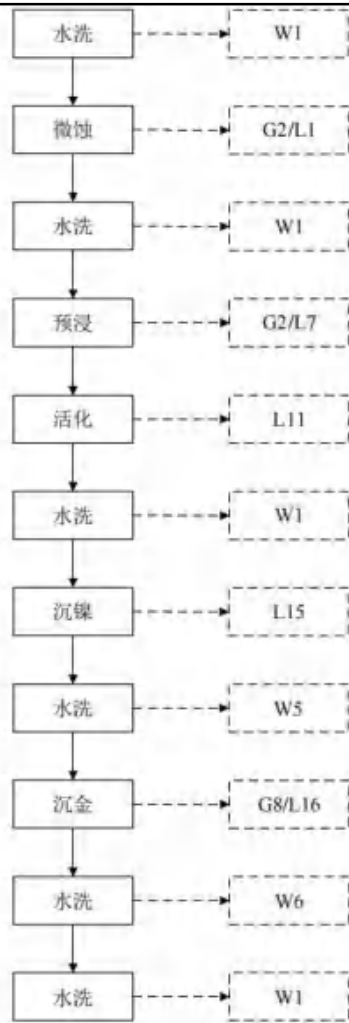 水洗 W1
微蚀 G2/L1
水洗 W1
预浸 G2/L7
活化 L11
水洗 W1
沉镍 L15
水洗 W5
沉金 G8/L16
水洗 W6
水洗 W1